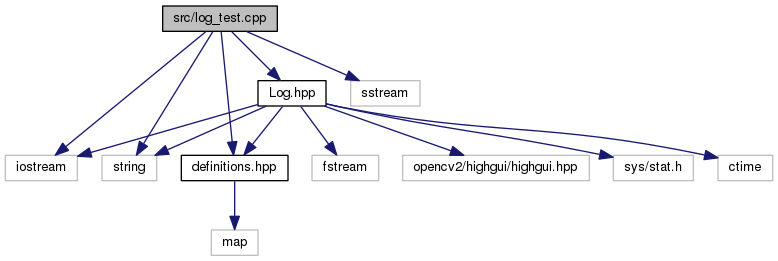 src/log_test.cpp
Log.hpp
sstream
iostream
string
definitions.hpp
fstream
opencv2/highgui/highgui.hpp
sys/stat.h
ctime
map